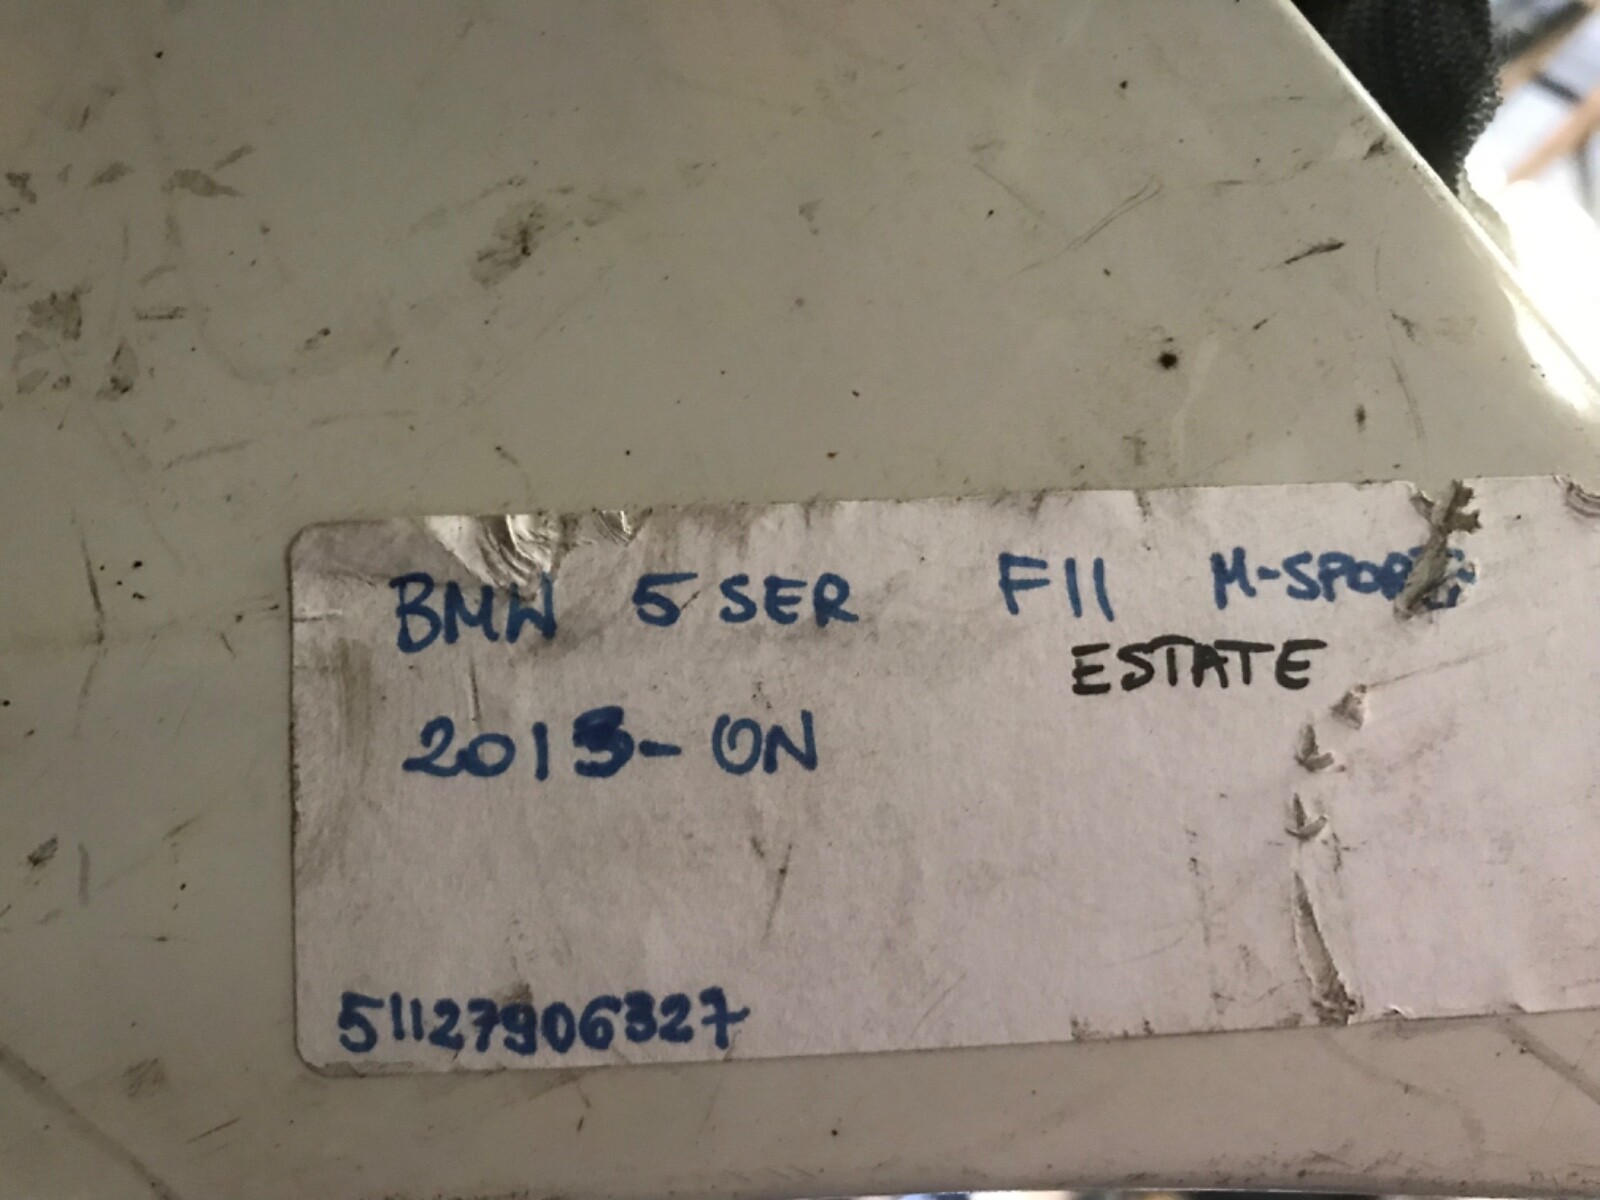 BMW 5 SER F11 M-SPORT
ESTATE
2013-ON
51127906327